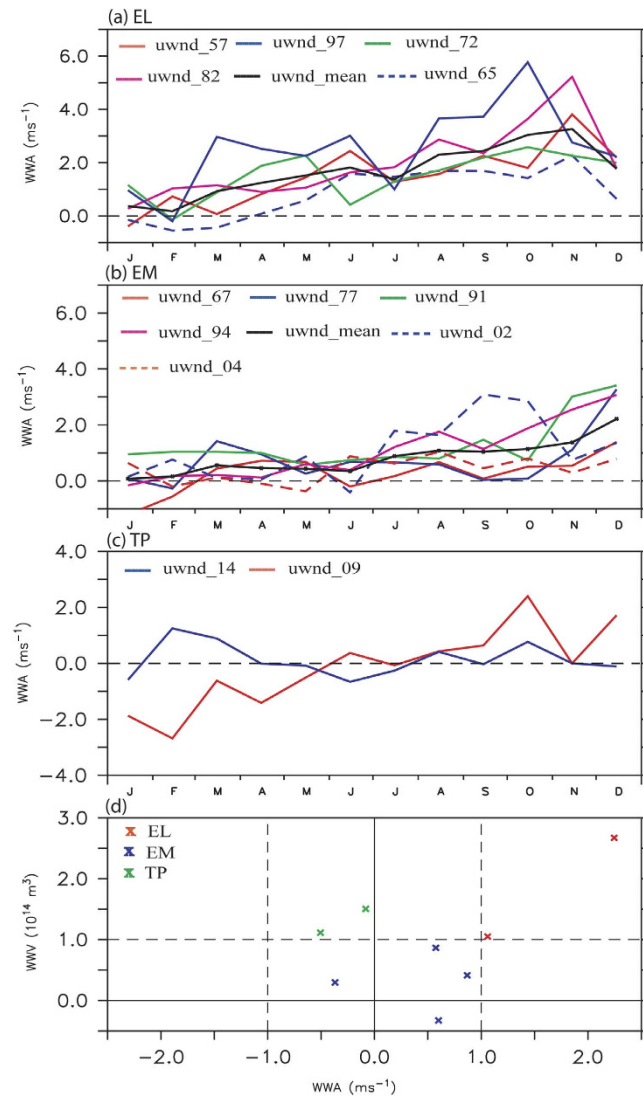 (a) EL
uwnd_57 uwnd_97 uwnd_72
uwnd_82 uwnd_mean uwnd_65
6.0
4.0
2.0
0.0
WWA (ms⁻¹)
J F M A M J J A S O N D
(b) EM
uwnd_67 uwnd_77 uwnd_91
uwnd_94 uwnd_mean uwnd_02
uwnd_04
6.0
4.0
2.0
0.0
WWA (ms⁻¹)
J F M A M J J A S O N D
(c) TP
uwnd_14 uwnd_09
4.0
2.0
0.0
−2.0
−4.0
WWA (ms⁻¹)
J F M A M J J A S O N D
(d)
EL
EM
TP
3.0
2.0
1.0
0.0
WWV (10¹⁴ m³)
−2.0 −1.0 0.0 1.0 2.0
WWA (ms⁻¹)